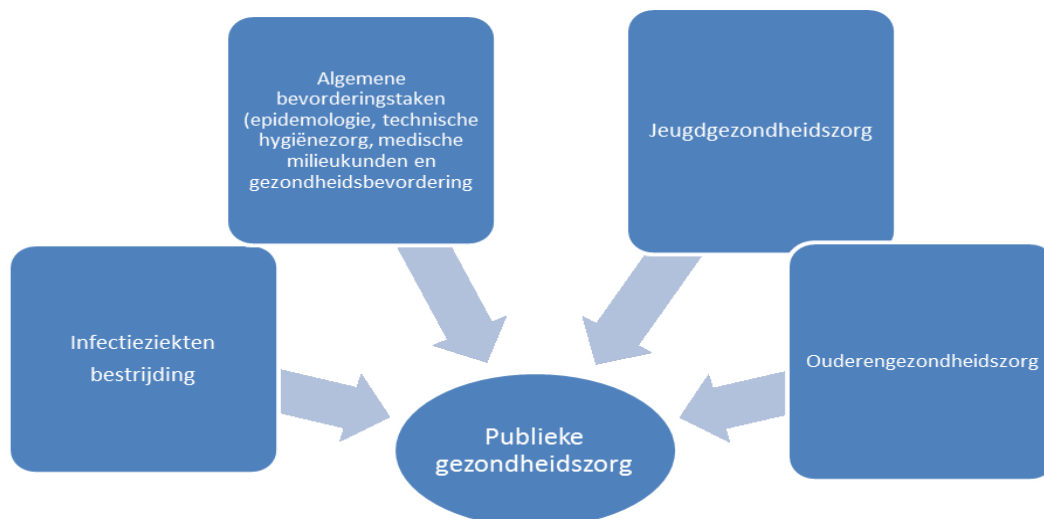 Algemene
bevorderingstaken
(epidemologie, technische
hygiënezorg, medische
milieukunden en
gezondheidsbevordering
Jeugdgezondheidszorg
Infectieziekten
bestrijding
Ouderengezondheidszorg
Publieke
gezondheidszorg